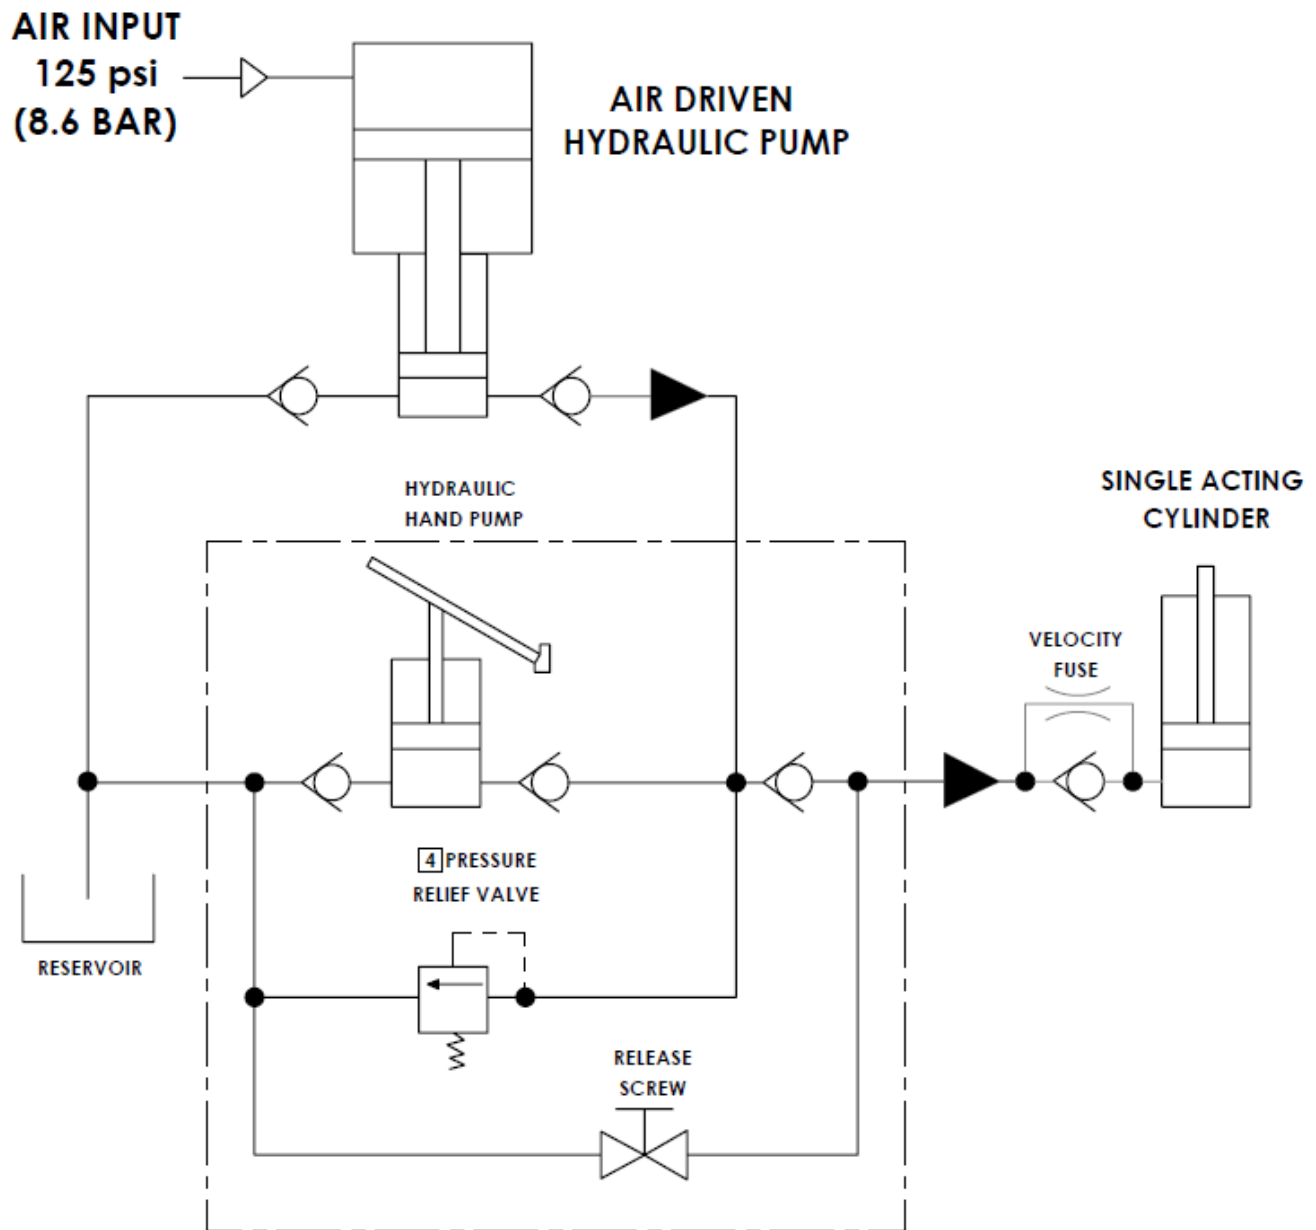 AIR INPUT
125 psi
(8.6 BAR)
AIR DRIVEN
HYDRAULIC PUMP
HYDRAULIC
HAND PUMP
SINGLE ACTING
CYLINDER
VELOCITY
FUSE
4 PRESSURE
RELIEF VALVE
RESERVOIR
RELEASE
SCREW